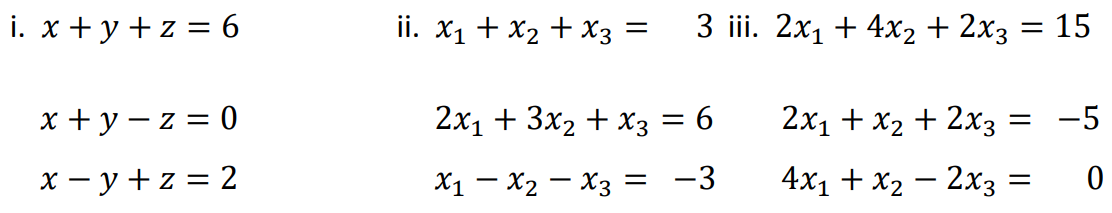 i. x + y + z = 6 ii. x₁ + x₂ + x₃ = 3 iii. 2x₁ + 4x₂ + 2x₃ = 15
x + y − z = 0 2x₁ + 3x₂ + x₃ = 6 2x₁ + x₂ + 2x₃ = −5
x − y + z = 2 x₁ − x₂ − x₃ = −3 4x₁ + x₂ − 2x₃ = 0